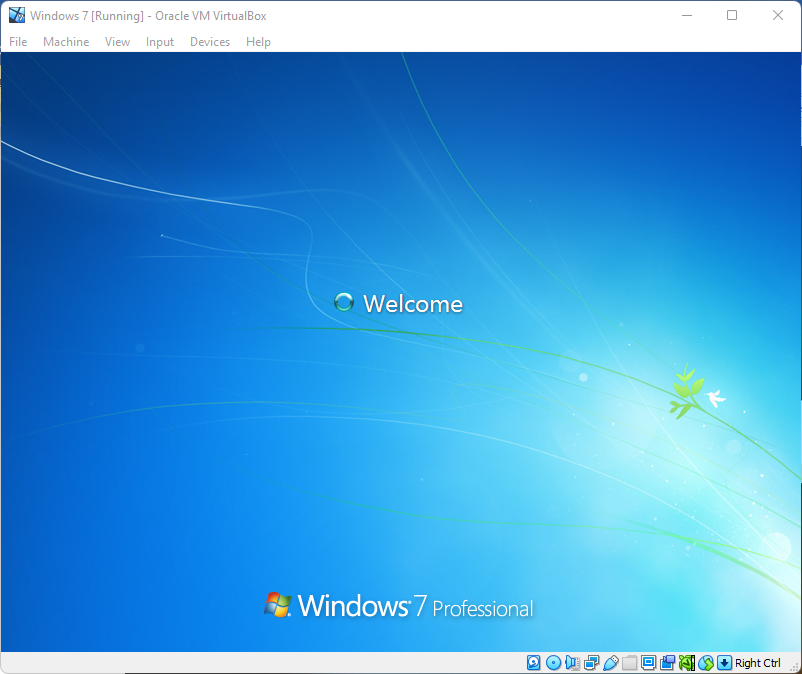 Windows 7 [Running] - Oracle VM VirtualBox
File Machine View Input Devices Help
Welcome
Windows 7 Professional
Right Ctrl